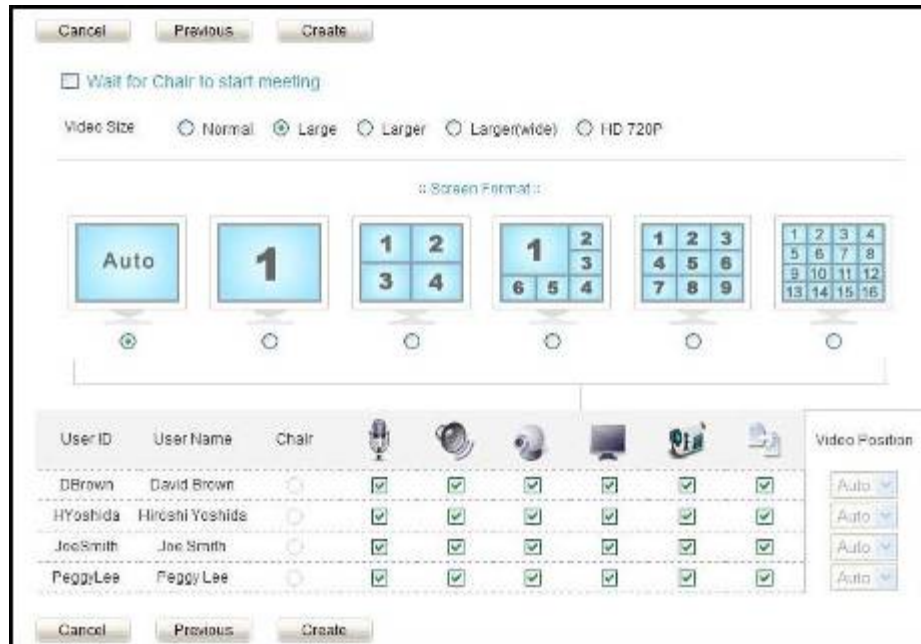 Cancel Previous Create
Wait for Chair to start meeting
Video Size Normal Large Larger Larger(wide) HD 720P
:: Screen Format ::
Auto
1
1 2
3 4
1 2
3
6 5 4
1 2 3
4 5 6
7 8 9
1 2 3 4
5 6 7 8
9 10 11 12
13 14 15 16
User ID User Name Chair Video Position
DBrown David Brown Auto
HYoshida Hiroshi Yoshida Auto
JoeSmith Joe Smith Auto
PeggyLee Peggy Lee Auto
Cancel Previous Create